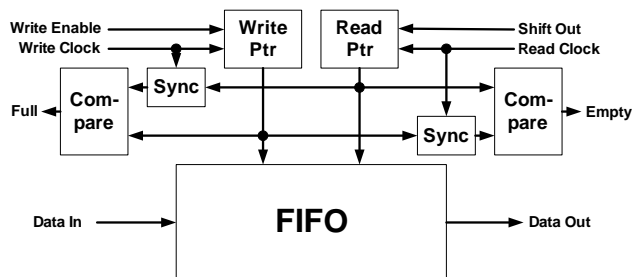 Write Enable
Write Clock
Write
Ptr
Read
Ptr
Shift Out
Read Clock
Full
Com-
pare
Sync
Sync
Com-
pare
Empty
Data In
FIFO
Data Out